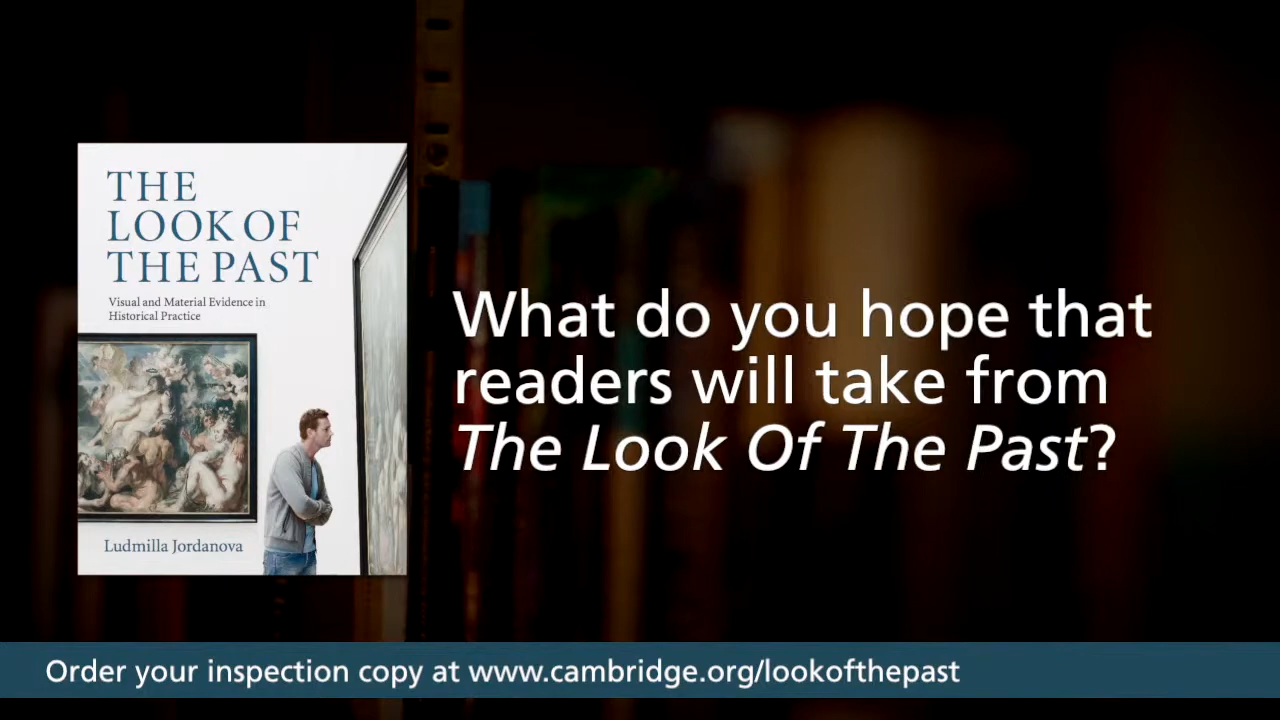 THE
LOOK OF
THE PAST
Visual and Material Evidence in
Historical Practice
Ludmilla Jordanova
What do you hope that
readers will take from
The Look Of The Past?
Order your inspection copy at www.cambridge.org/lookofthepast